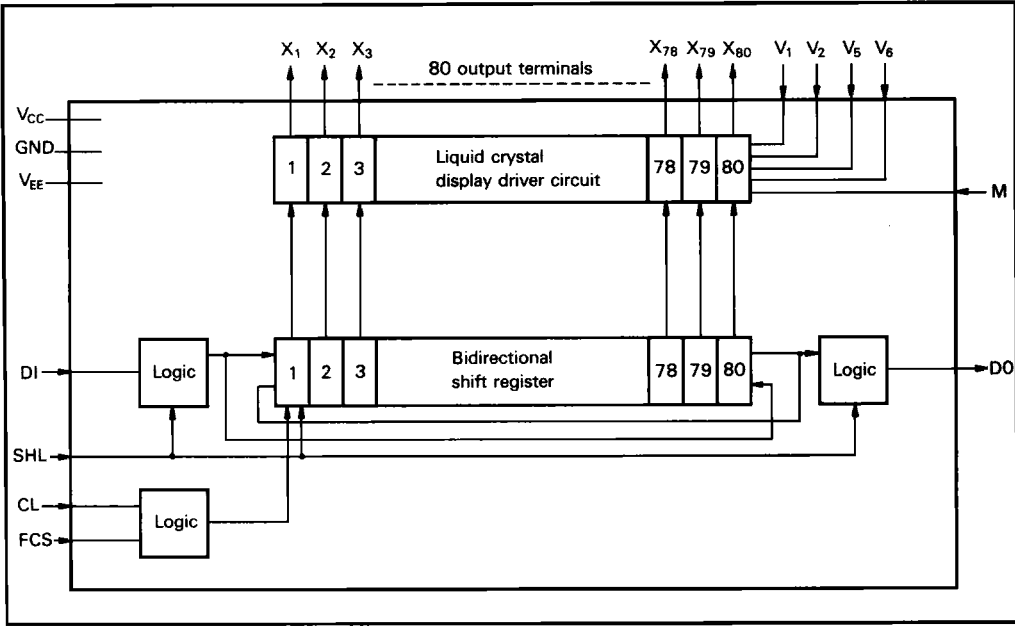 X1 X2 X3 X78 X79 X80 V1 V2 V5 V6
80 output terminals
VCC
GND
VEE
1 2 3 Liquid crystal display driver circuit 78 79 80
M
DI Logic 1 2 3 Bidirectional shift register 78 79 80 Logic DO
SHL
CL
Logic
FCS